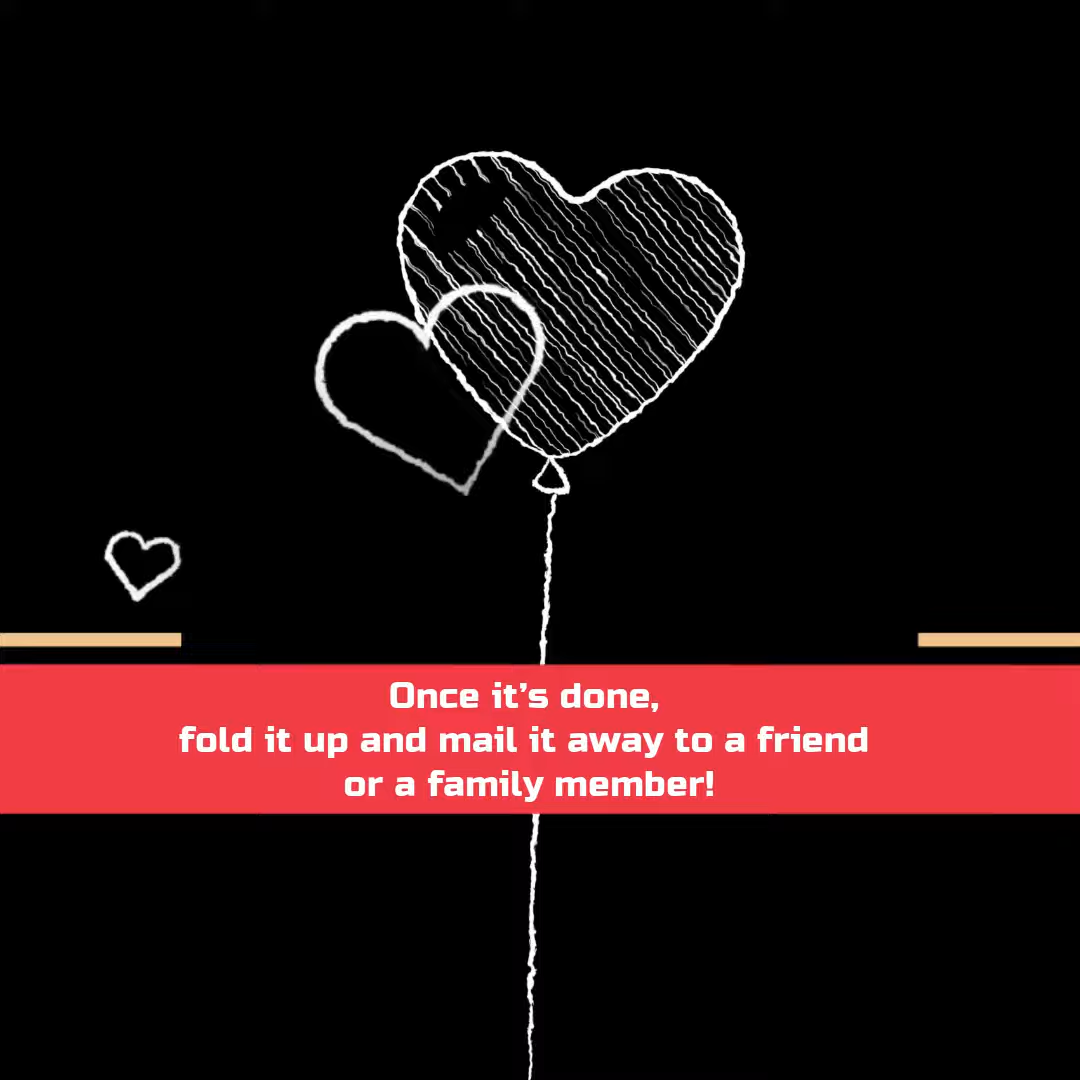 Once it’s done,
fold it up and mail it away to a friend
or a family member!